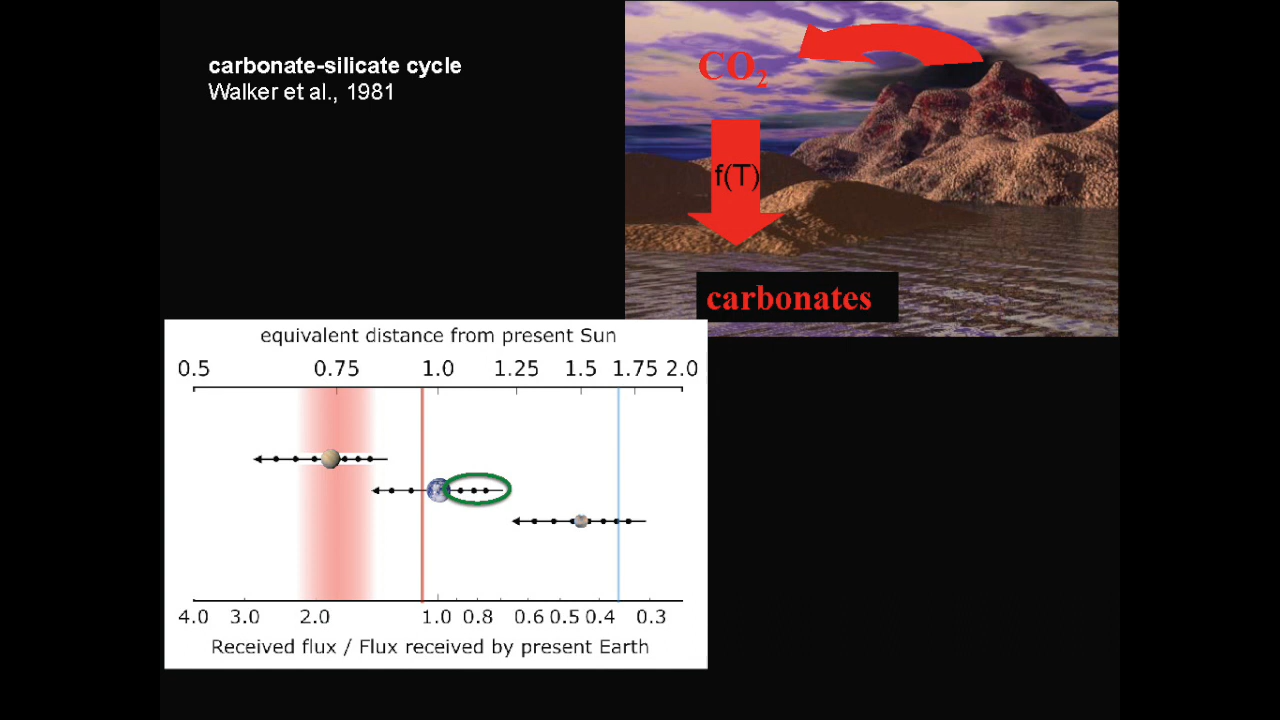 carbonate-silicate cycle
Walker et al., 1981
CO2
f(T)
carbonates
equivalent distance from present Sun
0.5 0.75 1.0 1.25 1.5 1.75 2.0
4.0 3.0 2.0 1.0 0.8 0.6 0.5 0.4 0.3
Received flux / Flux received by present Earth